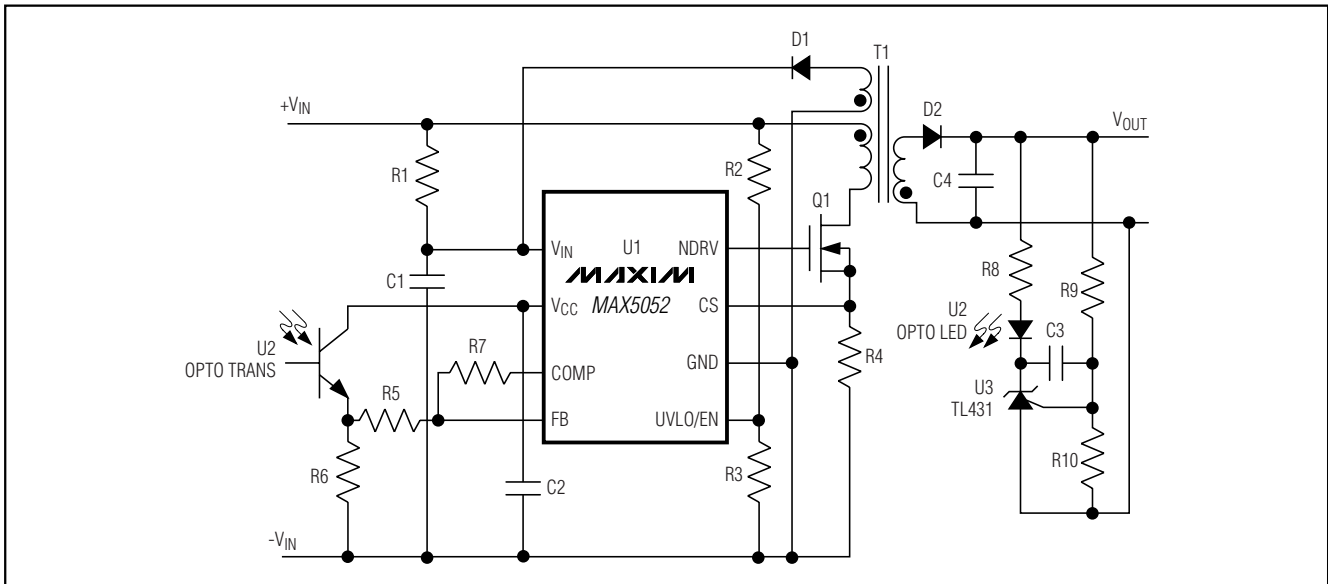 D1
T1
+VIN
D2
VOUT
R1
R2
C4
Q1
VIN
U1
NDRV
MAXIM
R8
R9
C1
VCC
MAX5052
CS
U2
OPTO LED
C3
U2
OPTO TRANS
R7
R4
COMP
GND
R5
U3
TL431
FB
UVLO/EN
R6
R3
R10
C2
-VIN